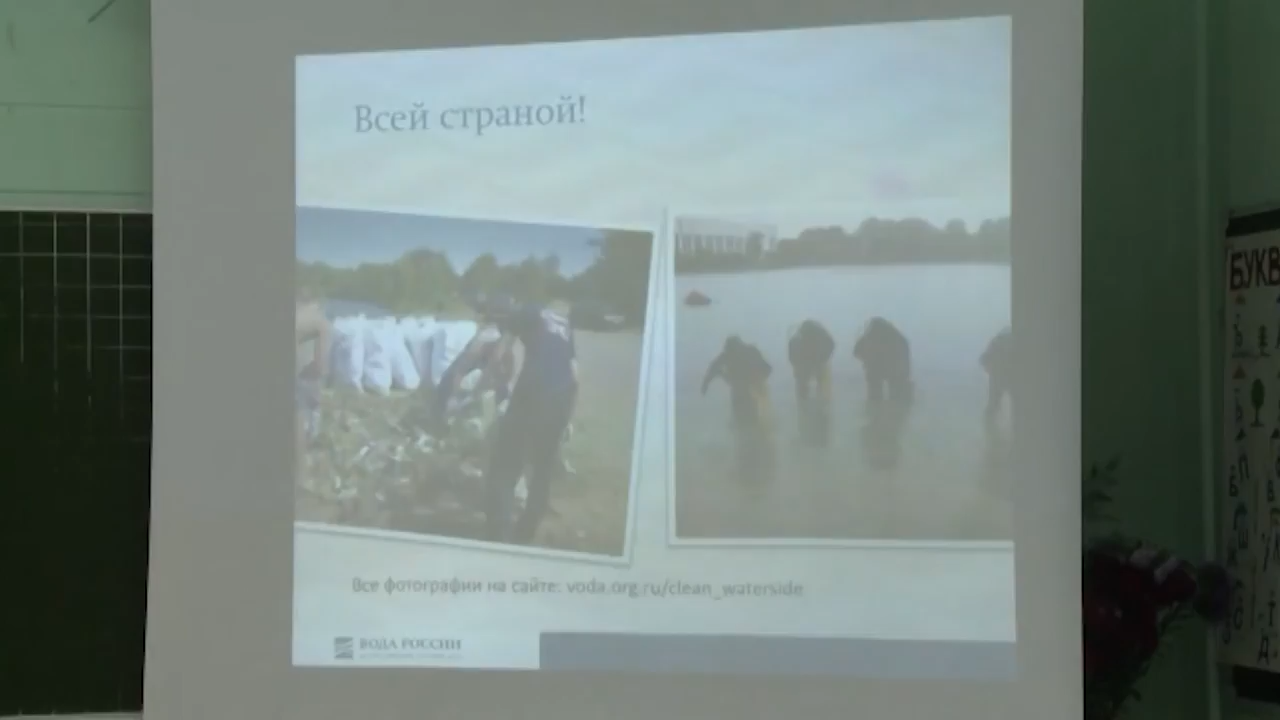 Всей страной!
Все фотографии на сайте: voda.org.ru/clean_waterside
ВОДА РОССИИ
БУКВ